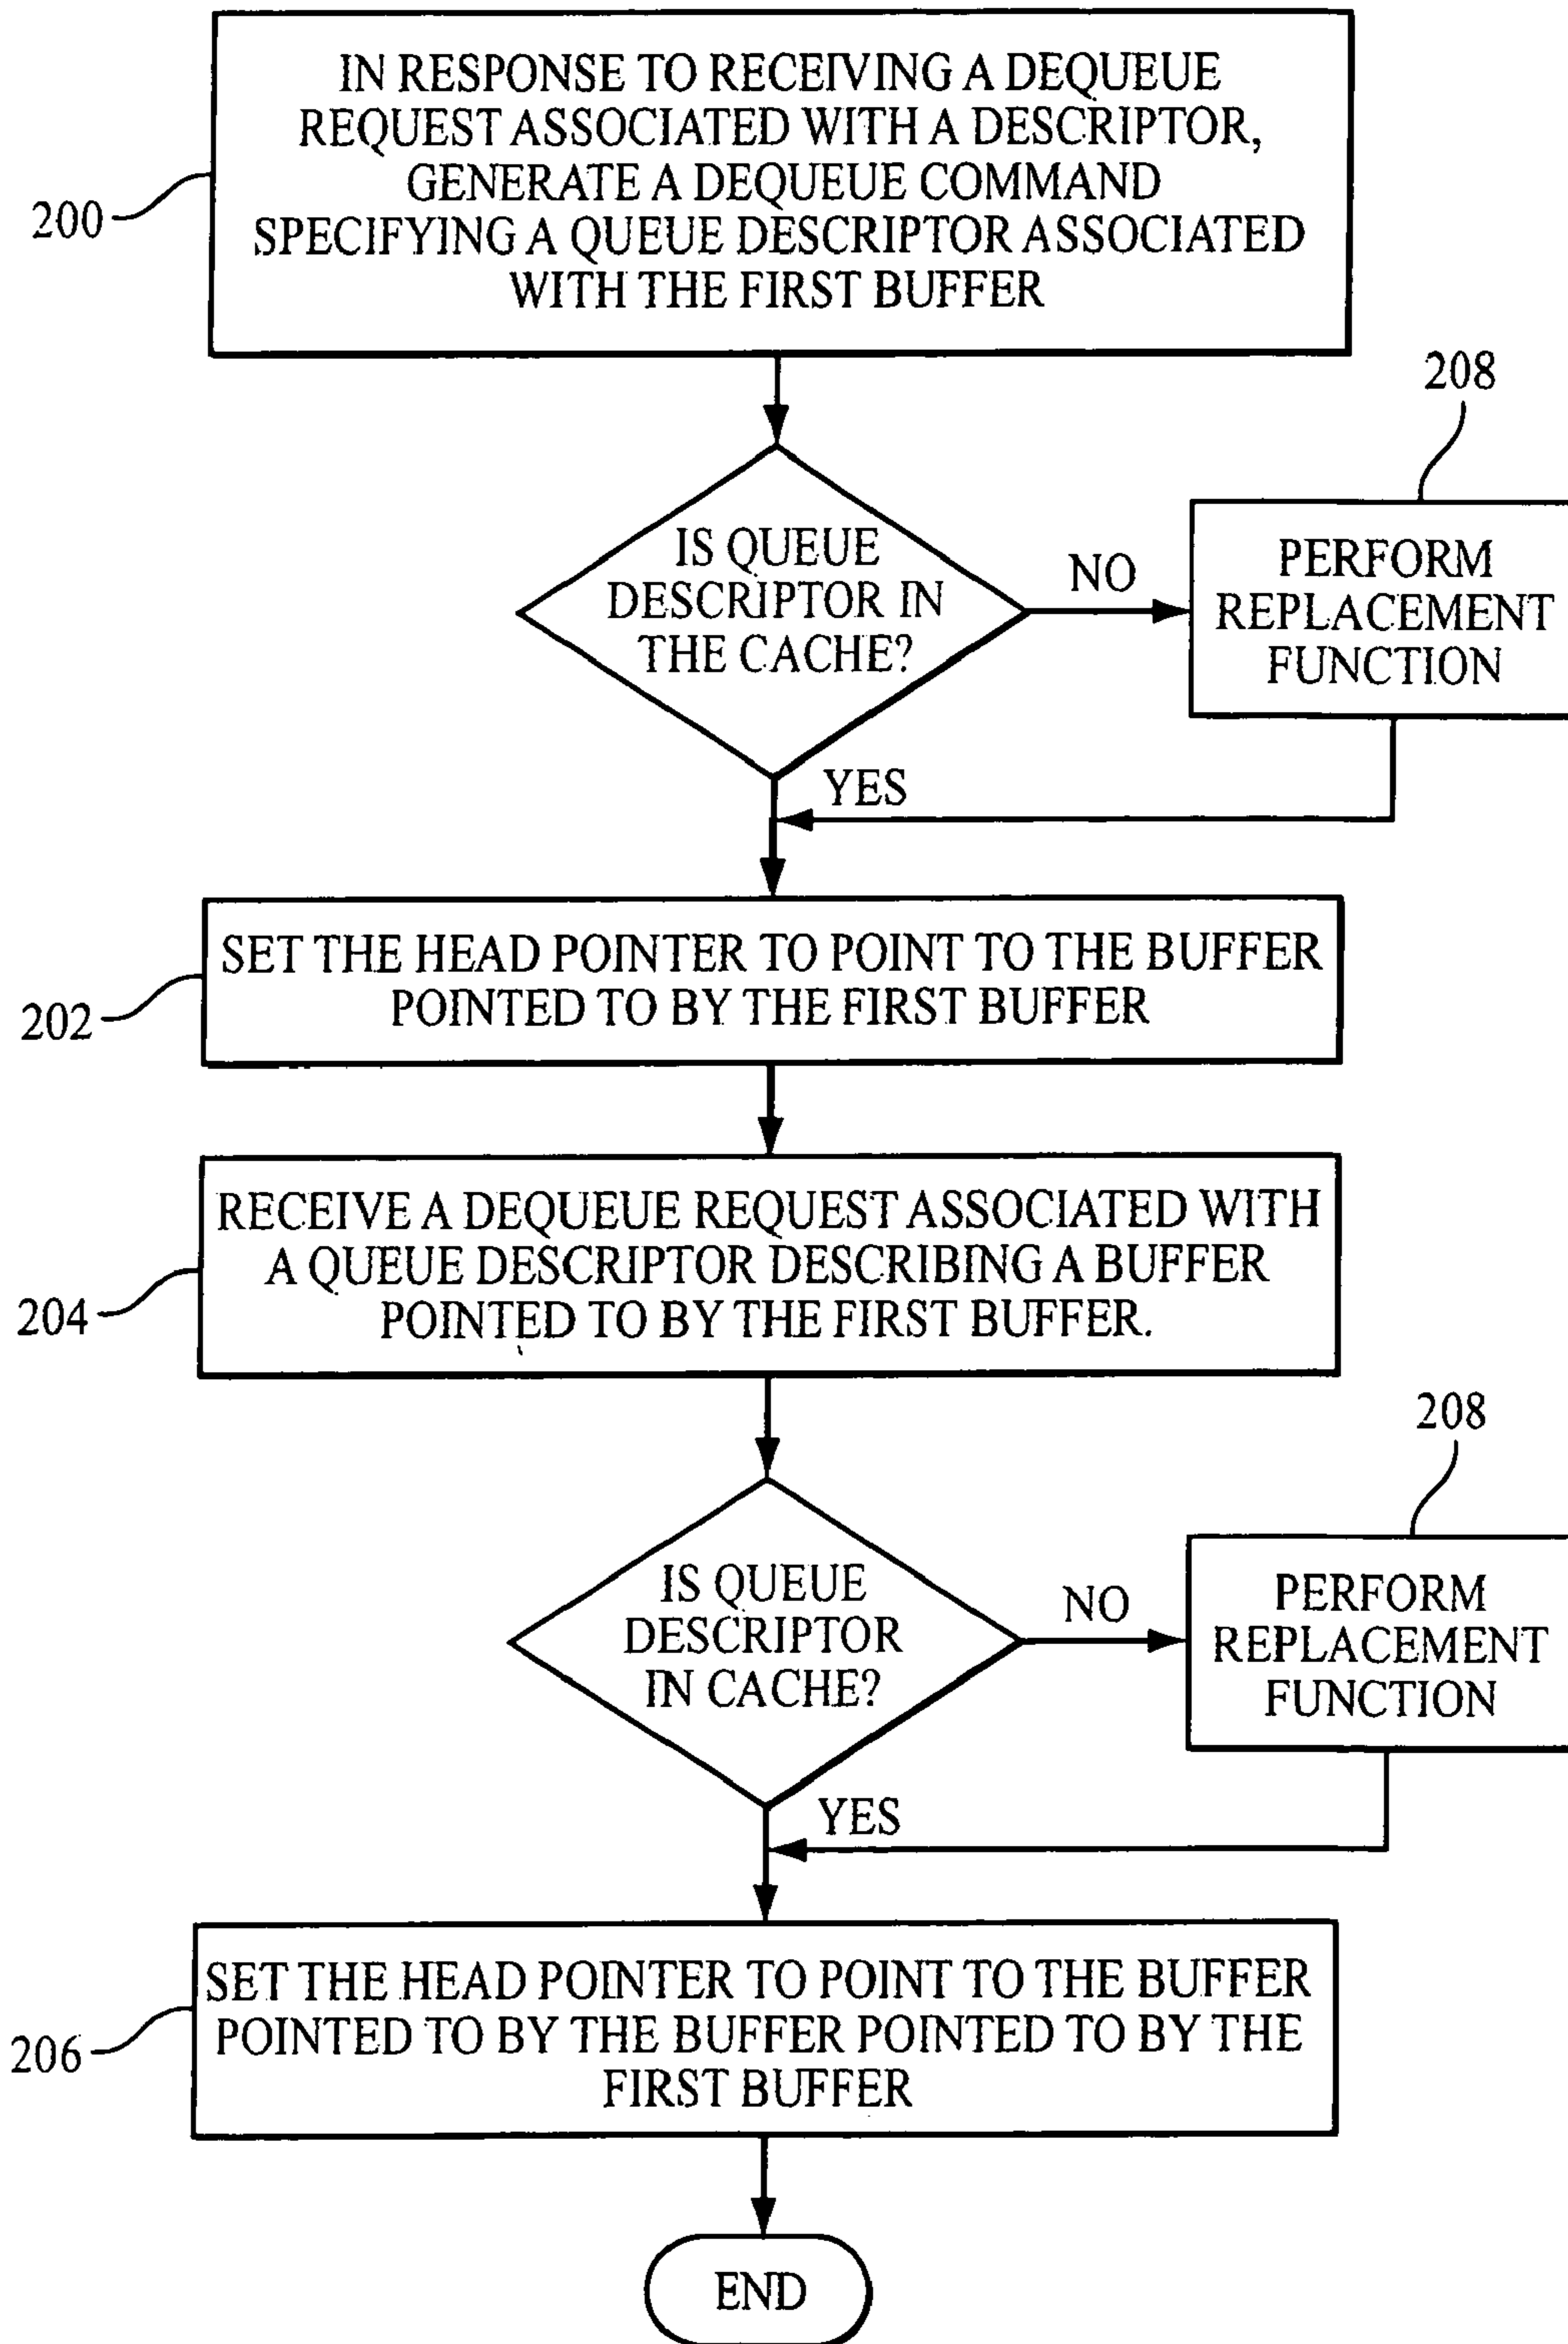 IN RESPONSE TO RECEIVING A DEQUEUE
REQUEST ASSOCIATED WITH A DESCRIPTOR,
GENERATE A DEQUEUE COMMAND
SPECIFYING A QUEUE DESCRIPTOR ASSOCIATED
WITH THE FIRST BUFFER
200
208
IS QUEUE
DESCRIPTOR IN
THE CACHE?
NO
PERFORM
REPLACEMENT
FUNCTION
YES
SET THE HEAD POINTER TO POINT TO THE BUFFER
POINTED TO BY THE FIRST BUFFER
202
RECEIVE A DEQUEUE REQUEST ASSOCIATED WITH
A QUEUE DESCRIPTOR DESCRIBING A BUFFER
POINTED TO BY THE FIRST BUFFER.
204
208
IS QUEUE
DESCRIPTOR
IN CACHE?
NO
PERFORM
REPLACEMENT
FUNCTION
YES
SET THE HEAD POINTER TO POINT TO THE BUFFER
POINTED TO BY THE BUFFER POINTED TO BY THE
FIRST BUFFER
206
END